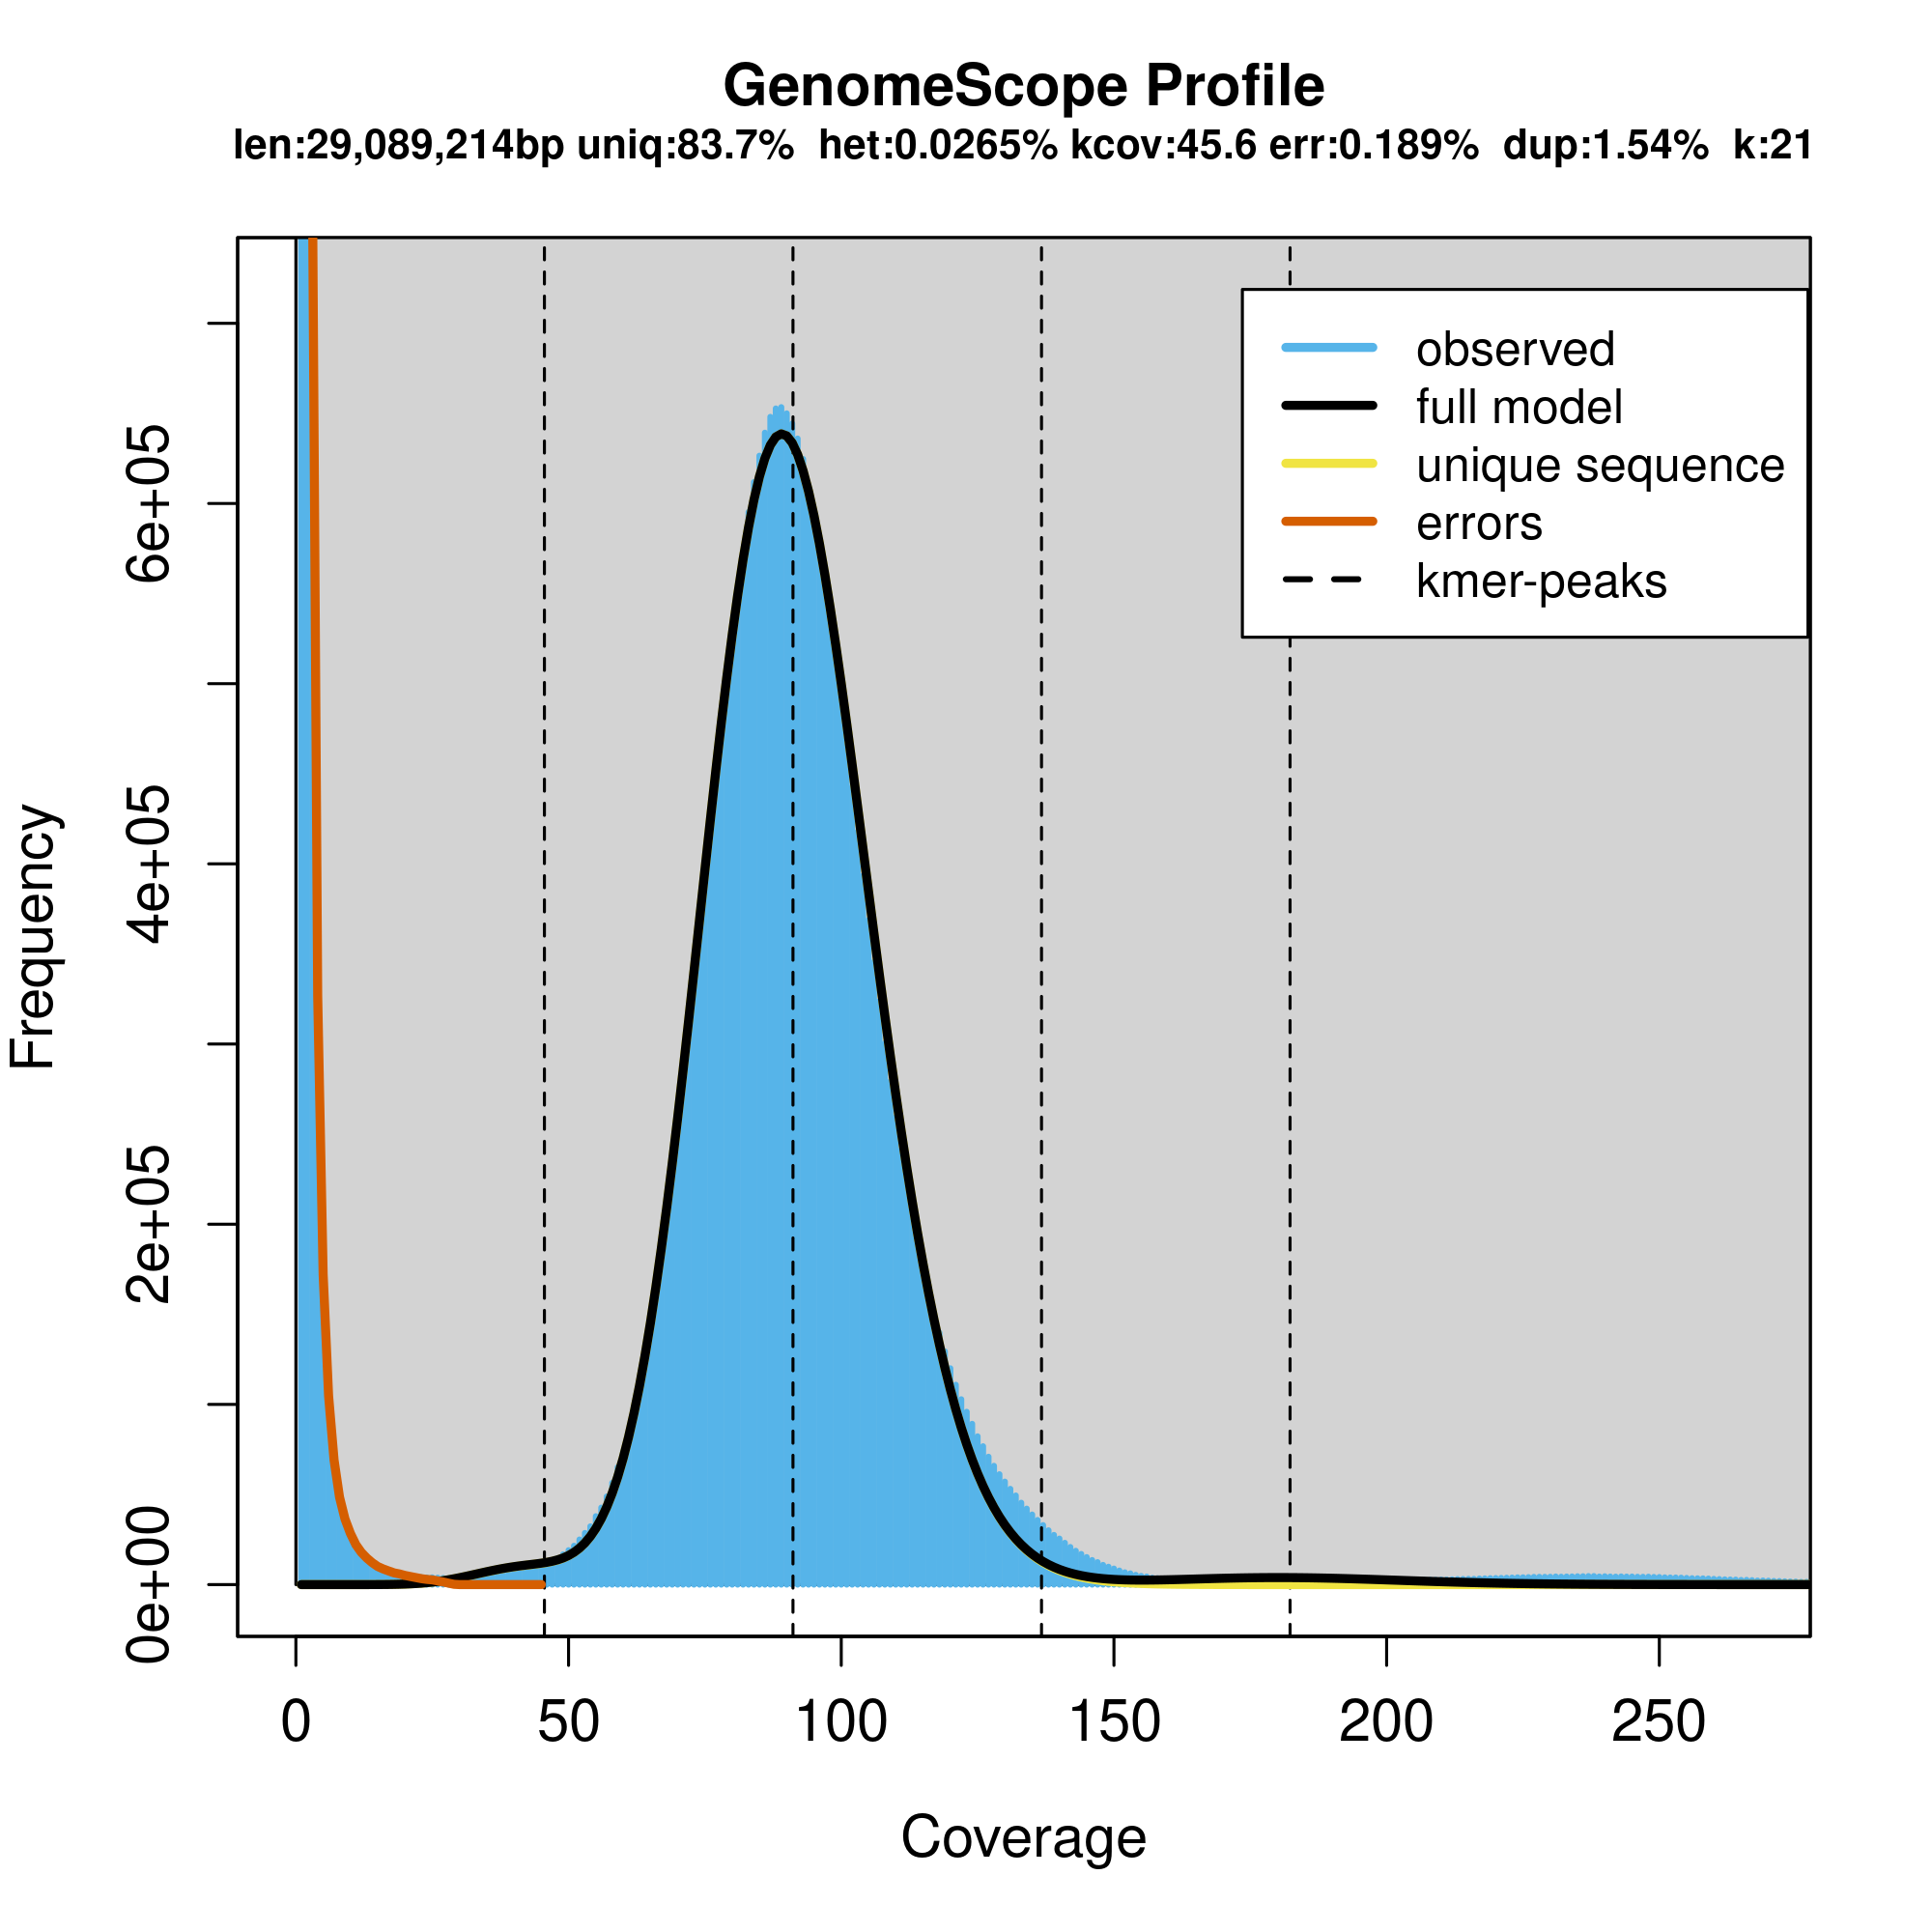 GenomeScope Profile
len:29,089,214bp uniq:83.7% het:0.0265% kcov:45.6 err:0.189% dup:1.54% k:21
observed
full model
unique sequence
errors
kmer-peaks
Frequency
6e+05
4e+05
2e+05
0e+00
0 50 100 150 200 250
Coverage